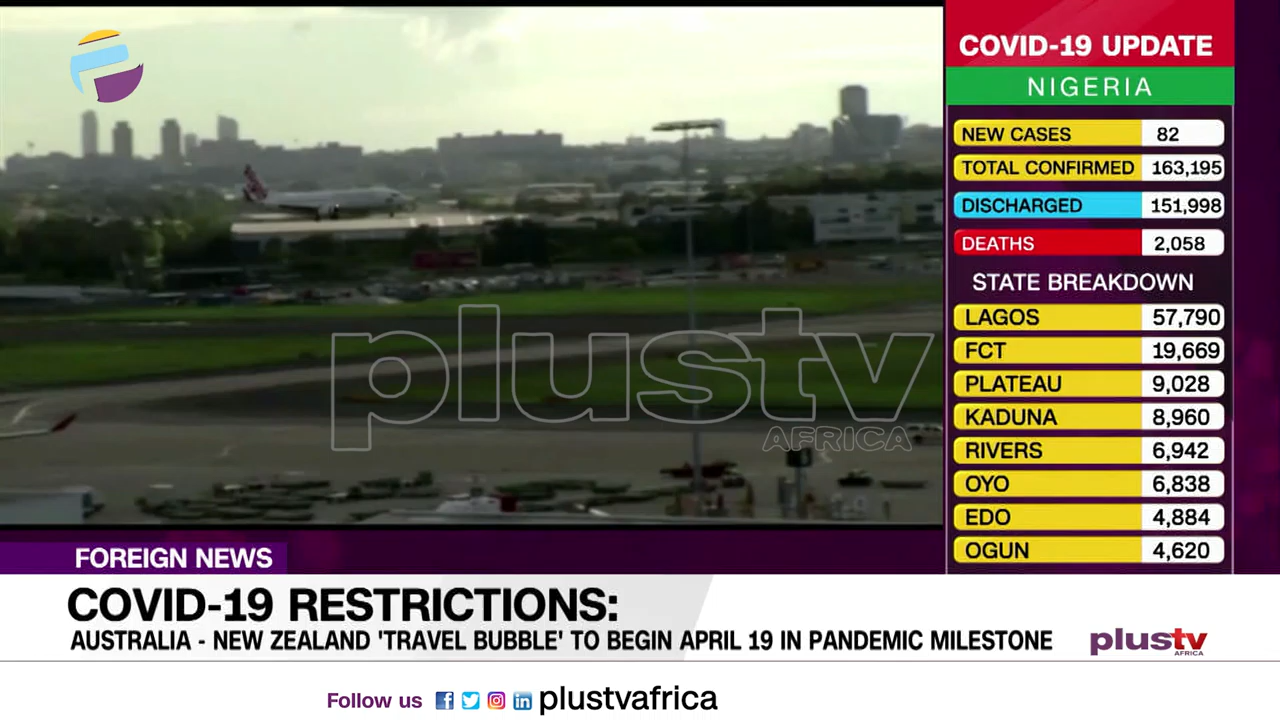 COVID-19 UPDATE
NIGERIA
NEW CASES 82
TOTAL CONFIRMED 163,195
DISCHARGED 151,998
DEATHS 2,058
STATE BREAKDOWN
LAGOS 57,790
FCT 19,669
PLATEAU 9,028
KADUNA 8,960
RIVERS 6,942
OYO 6,838
EDO 4,884
OGUN 4,620
plustv
AFRICA
FOREIGN NEWS
COVID-19 RESTRICTIONS:
AUSTRALIA - NEW ZEALAND 'TRAVEL BUBBLE' TO BEGIN APRIL 19 IN PANDEMIC MILESTONE
plustv
AFRICA
Follow us plustvafrica